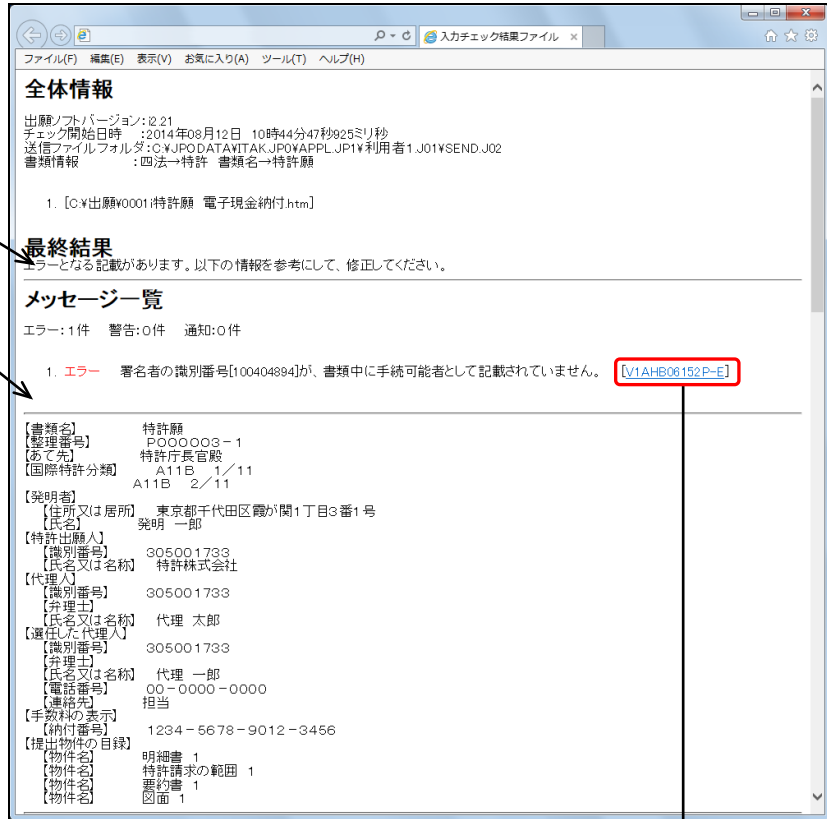 入力チェック結果ファイル ×
ファイル(F) 編集(E) 表示(V) お気に入り(A) ツール(T) ヘルプ(H)
全体情報
出願ソフトバージョン:i2.21
チェック開始日時 :2014年08月12日 10時44分47秒925ミリ秒
送信ファイルフォルダ:C:¥JPODATA¥ITAK.JP0¥APPL.JP1¥利用者1.J01¥SEND.J02
書類情報 :四法→特許 書類名→特許願
1. [C:¥出願¥0001i特許願 電子現金納付.htm]
最終結果
エラーとなる記載があります。以下の情報を参考にして、修正してください。
メッセージ一覧
エラー:1件 警告:0件 通知:0件
1. エラー 署名者の識別番号[100404894]が、書類中に手続可能者として記載されていません。 [V1AHB06152P-E]
【書類名】 特許願
【整理番号】 P000003-1
【あて先】 特許庁長官殿
【国際特許分類】 A11B 1/11
A11B 2/11
【発明者】
【住所又は居所】 東京都千代田区霞が関1丁目3番1号
【氏名】 発明 一郎
【特許出願人】
【識別番号】 305001733
【氏名又は名称】 特許株式会社
【代理人】
【識別番号】 305001733
【弁理士】
【氏名又は名称】 代理 太郎
【選任した代理人】
【識別番号】 305001733
【弁理士】
【氏名又は名称】 代理 一郎
【電話番号】 00-0000-0000
【連絡先】 担当
【手数料の表示】
【納付番号】 1234-5678-9012-3456
【提出物件の目録】
【物件名】 明細書 1
【物件名】 特許請求の範囲 1
【物件名】 要約書 1
【物件名】 図面 1